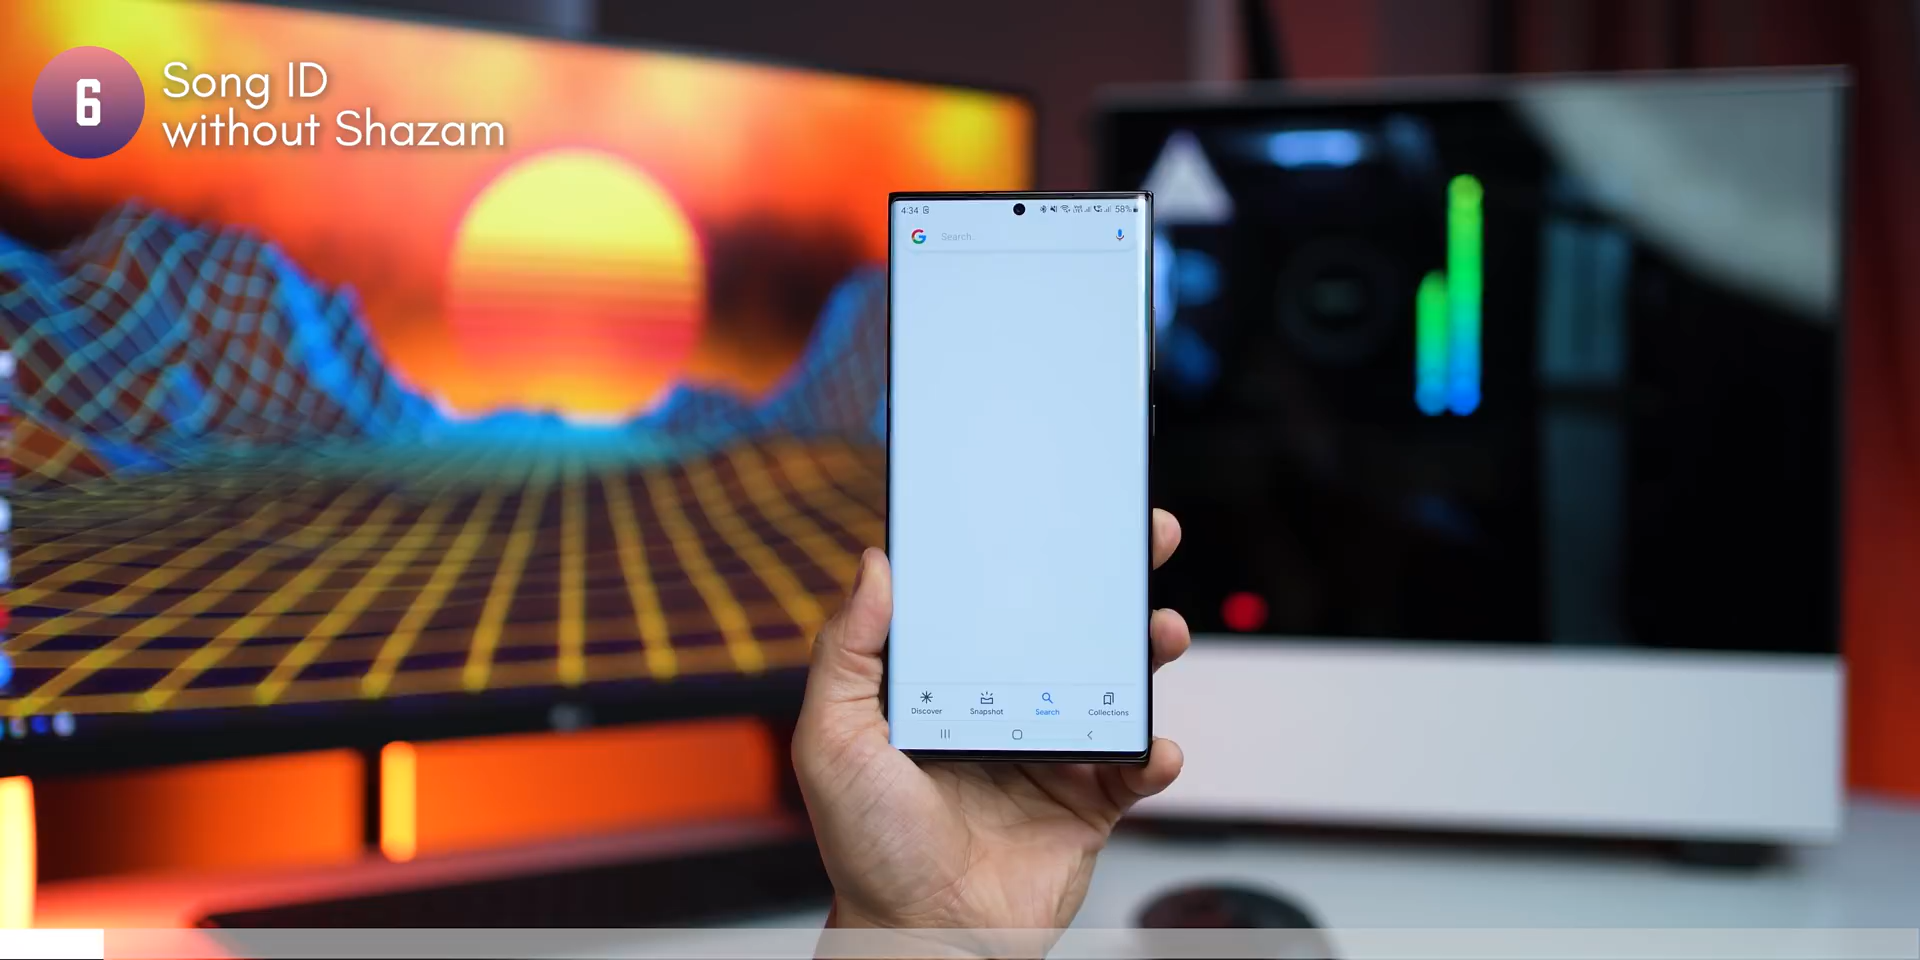 6
Song ID
without Shazam
4:34
58%
Search
Discover
Snapshot
Search
Collections